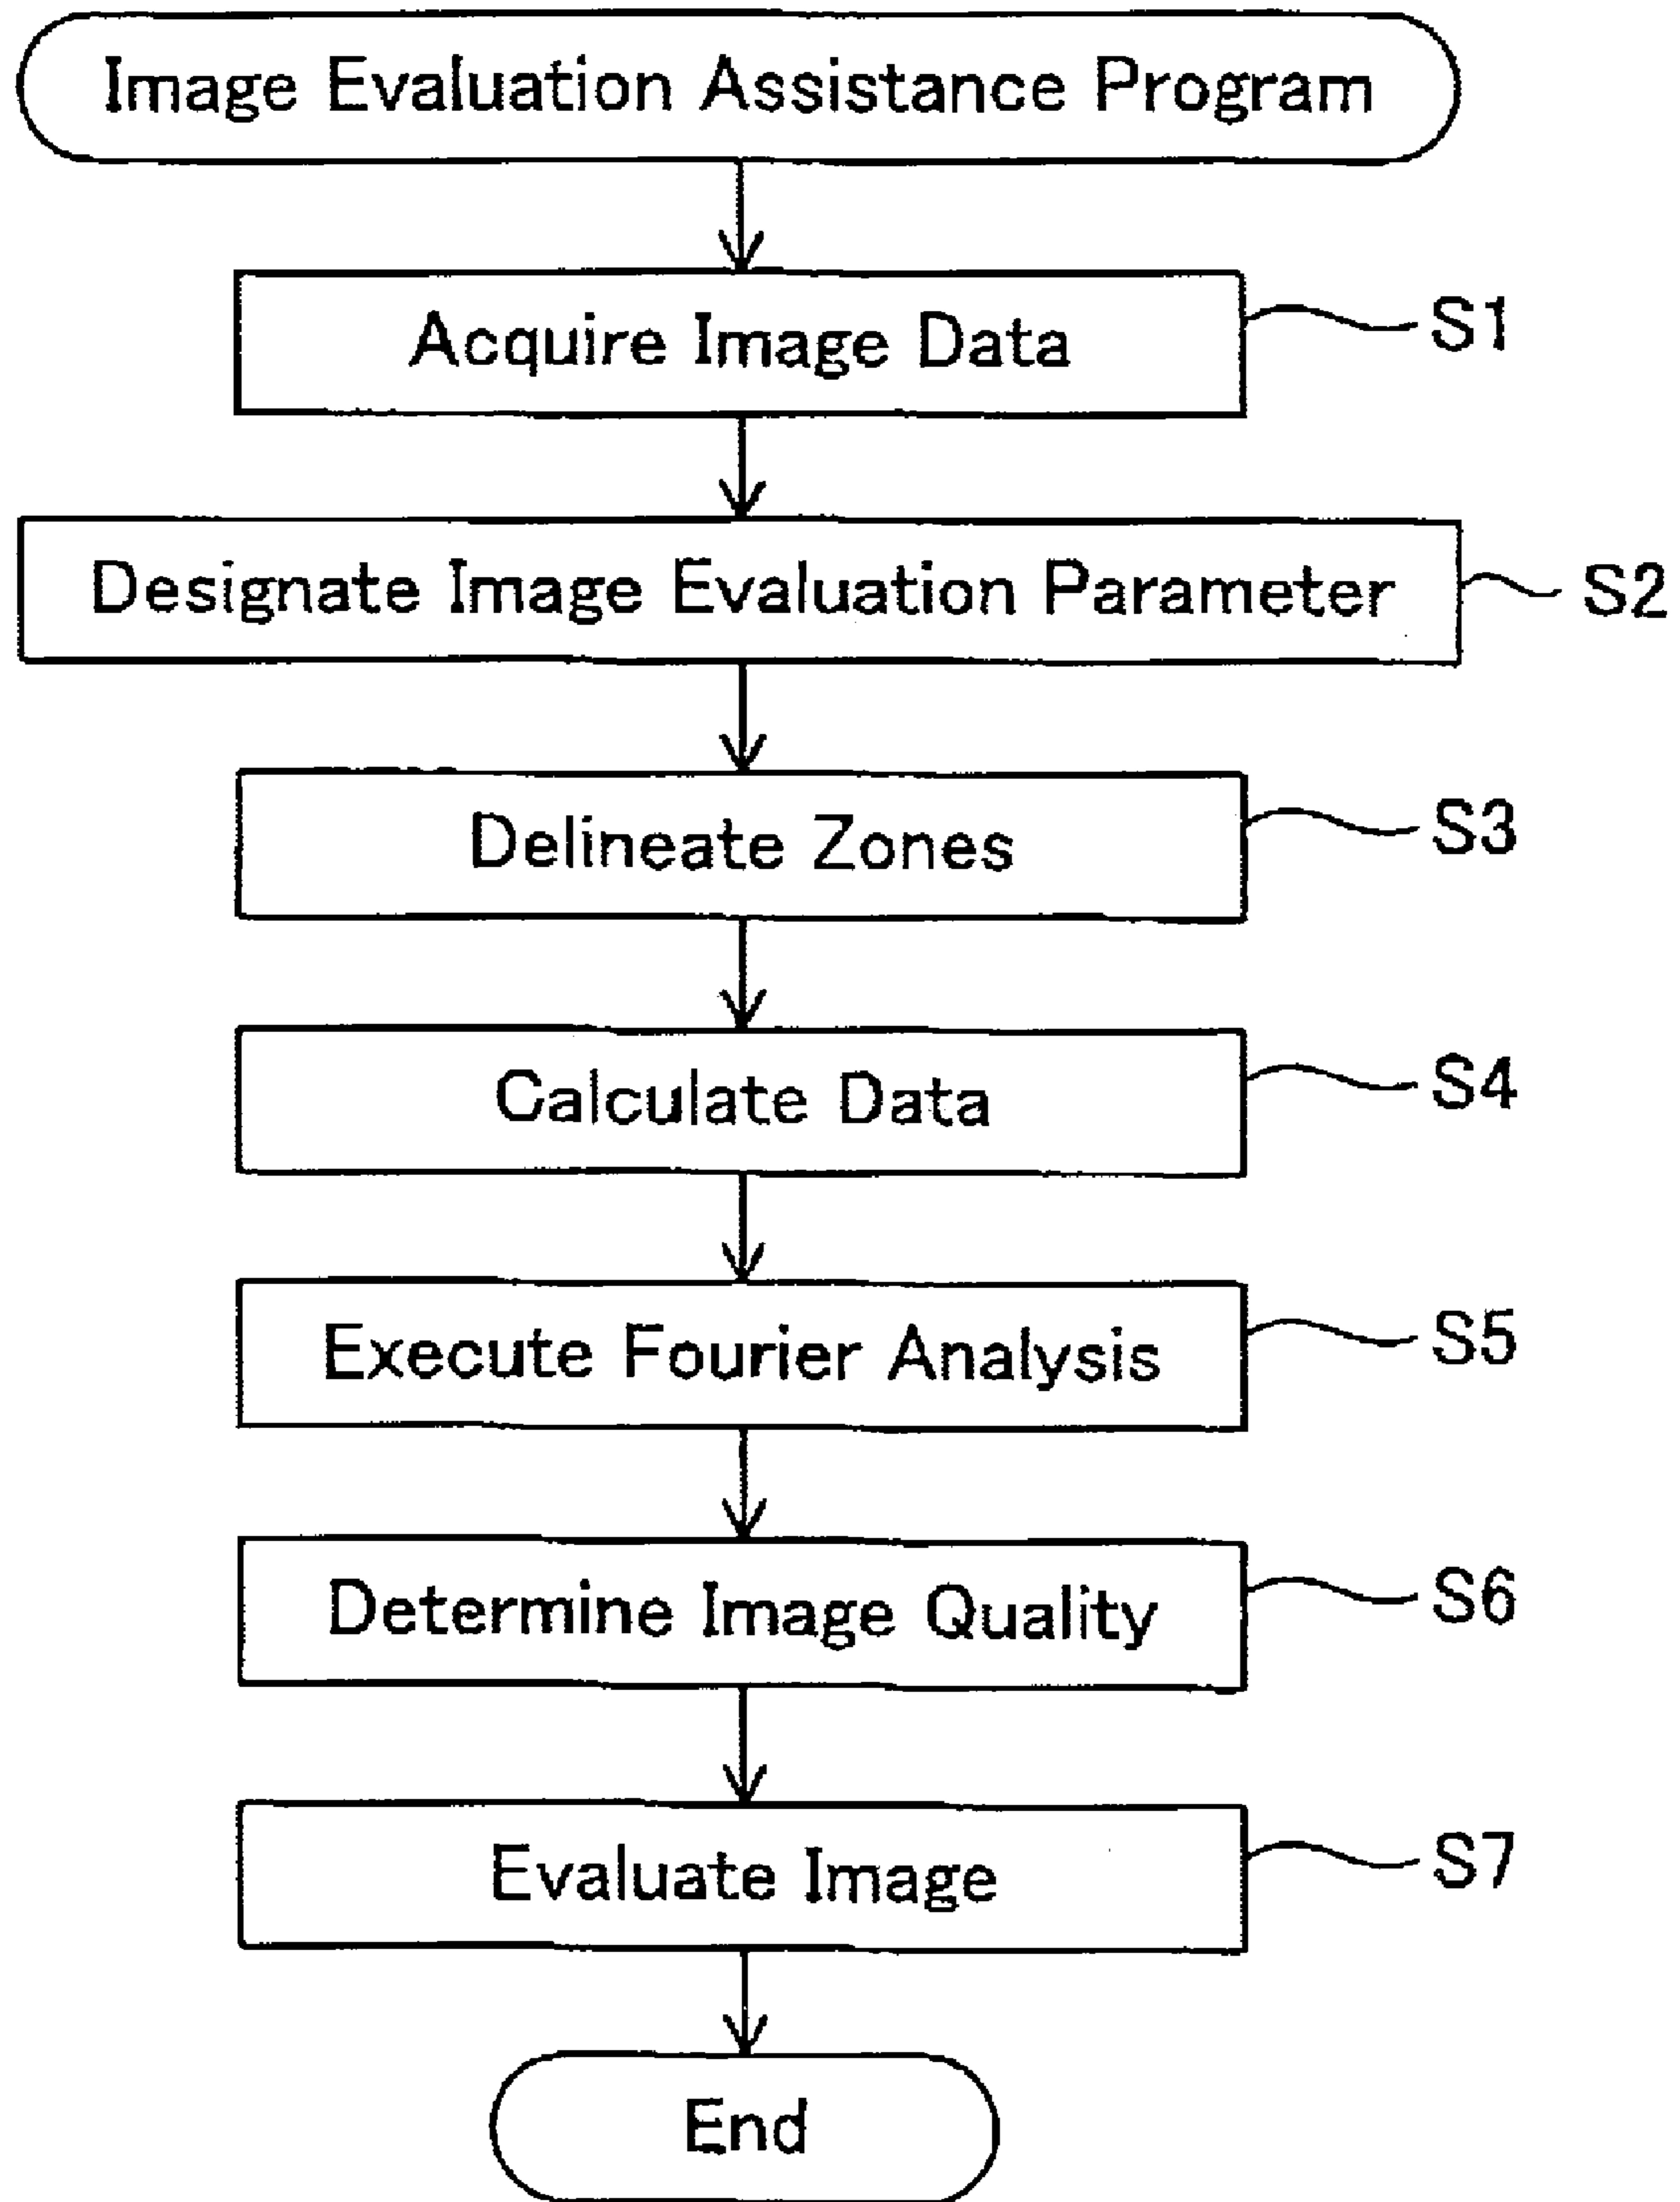 Image Evaluation Assistance Program
Acquire Image Data
S1
Designate Image Evaluation Parameter
S2
Delineate Zones
S3
Calculate Data
S4
Execute Fourier Analysis
S5
Determine Image Quality
S6
Evaluate Image
S7
End